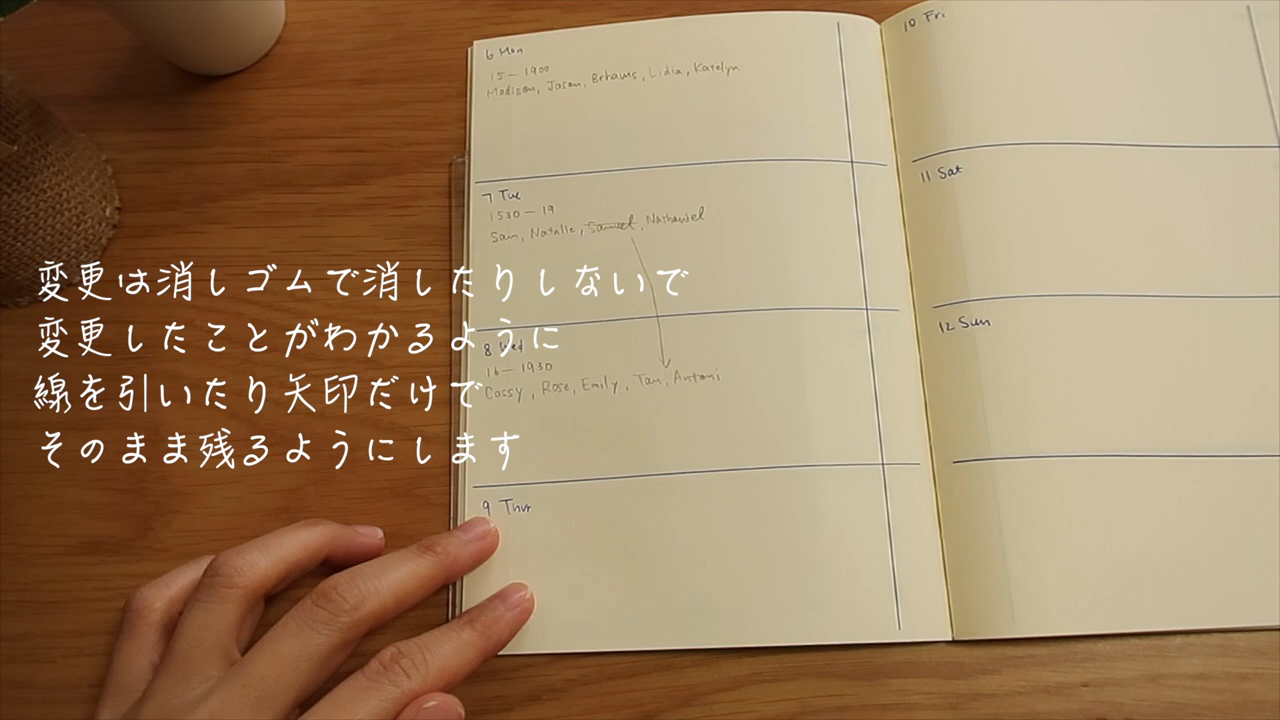 変更は消しゴムで消したりしないで
変更したことがわかるように
線を引いたり矢印だけで
そのまま残るようにします
6 Mon
15 — 1900
Madison, Jason, Brhaws, Lidia, Katelyn
7 Tue
1530 — 19
Sam, Natalie, Samuel, Nathaniel
8 Wed
16 — 1930
Cassy, Rose, Emily, Tam, Antoni
9 Thur
10 Fri
11 Sat
12 Sun